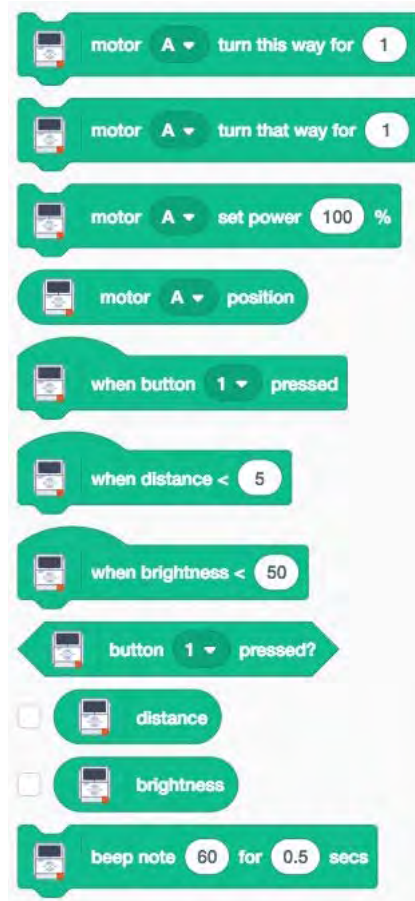 motor A turn this way for 1
motor A turn that way for 1
motor A set power 100 %
motor A position
when button 1 pressed
when distance < 5
when brightness < 50
button 1 pressed?
distance
brightness
beep note 60 for 0.5 secs